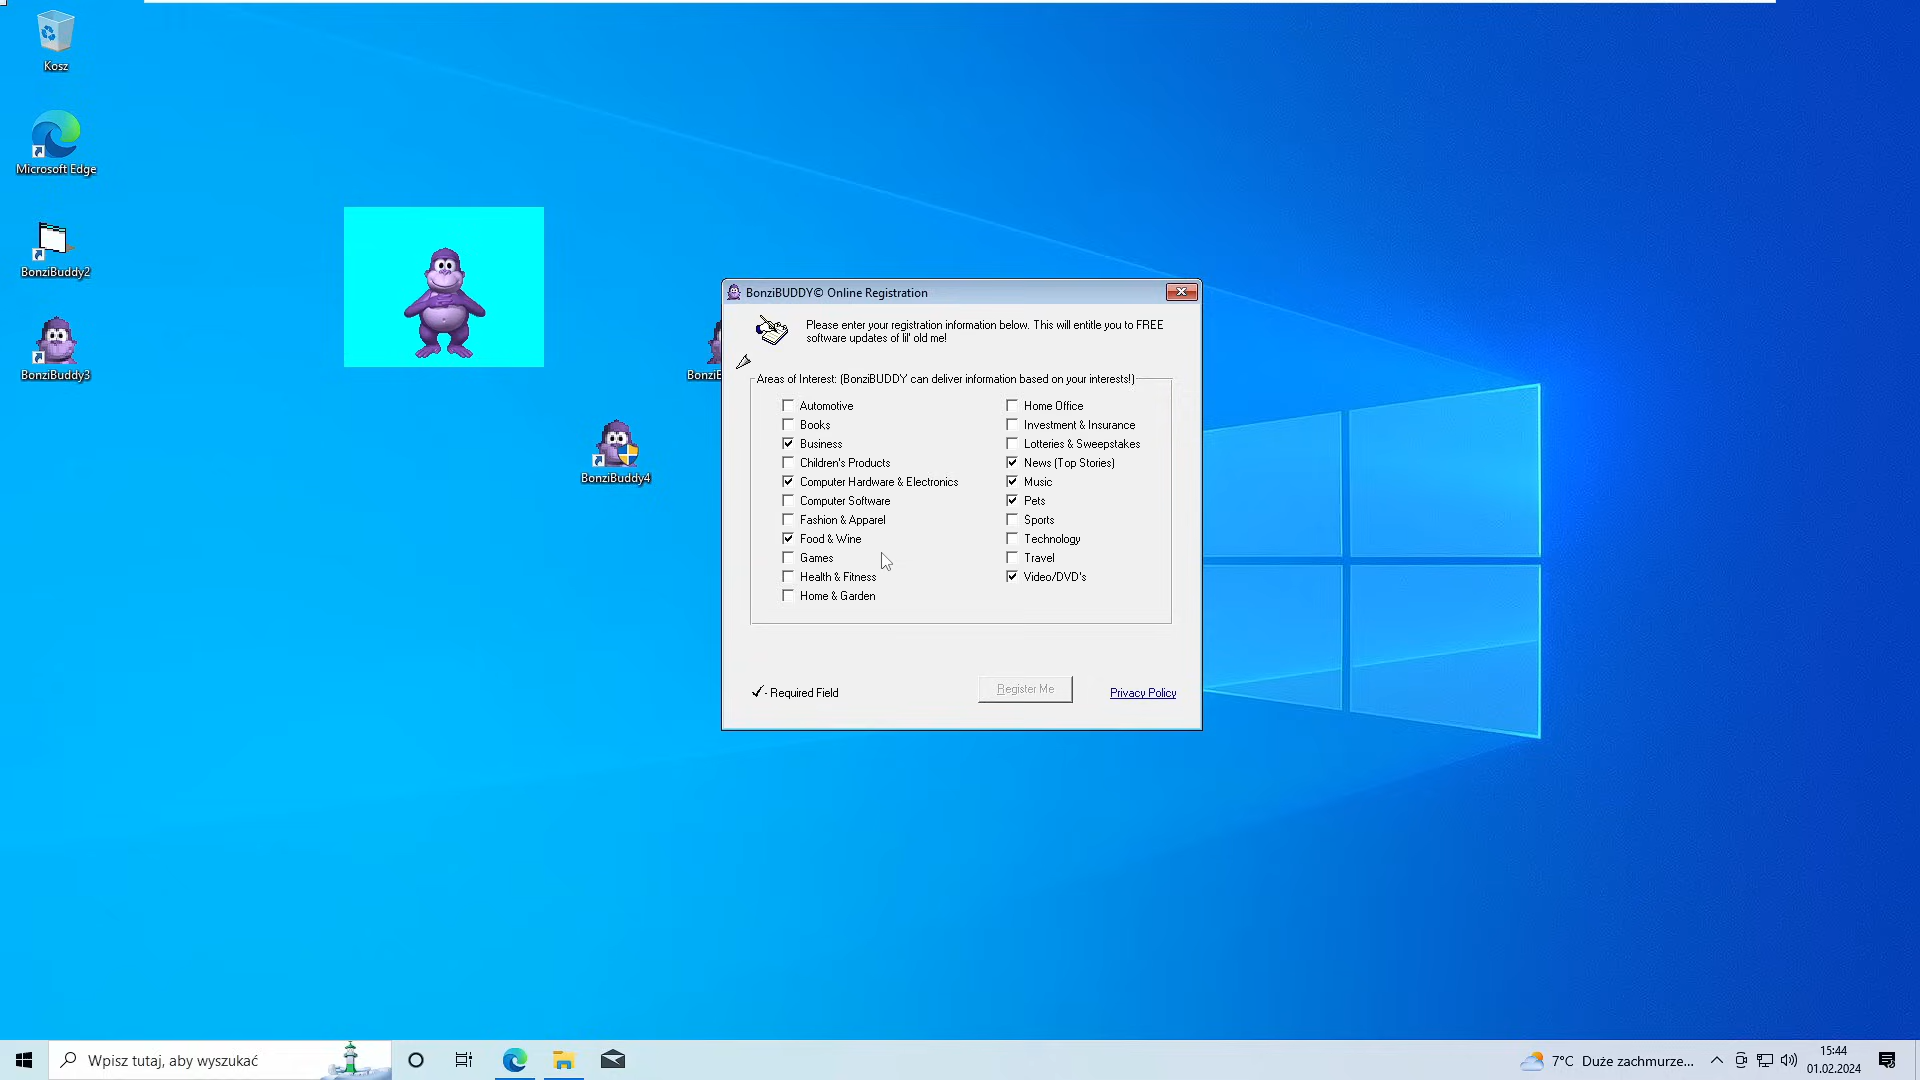 Kosz
Microsoft Edge
BonziBuddy2
BonziBuddy3
BonziBuddy4
BonziBUDDY© Online Registration
Please enter your registration information below. This will entitle you to FREE
software updates of lil' old me!
Areas of Interest: (BonziBUDDY can deliver information based on your interests!)
Automotive
Books
Business
Children's Products
Computer Hardware & Electronics
Computer Software
Fashion & Apparel
Food & Wine
Games
Health & Fitness
Home & Garden
Home Office
Investment & Insurance
Lotteries & Sweepstakes
News (Top Stories)
Music
Pets
Sports
Technology
Travel
Video/DVD's
- Required Field
Register Me
Privacy Policy
Wpisz tutaj, aby wyszukać
7°C Duże zachmurze...
15:44
01.02.2024